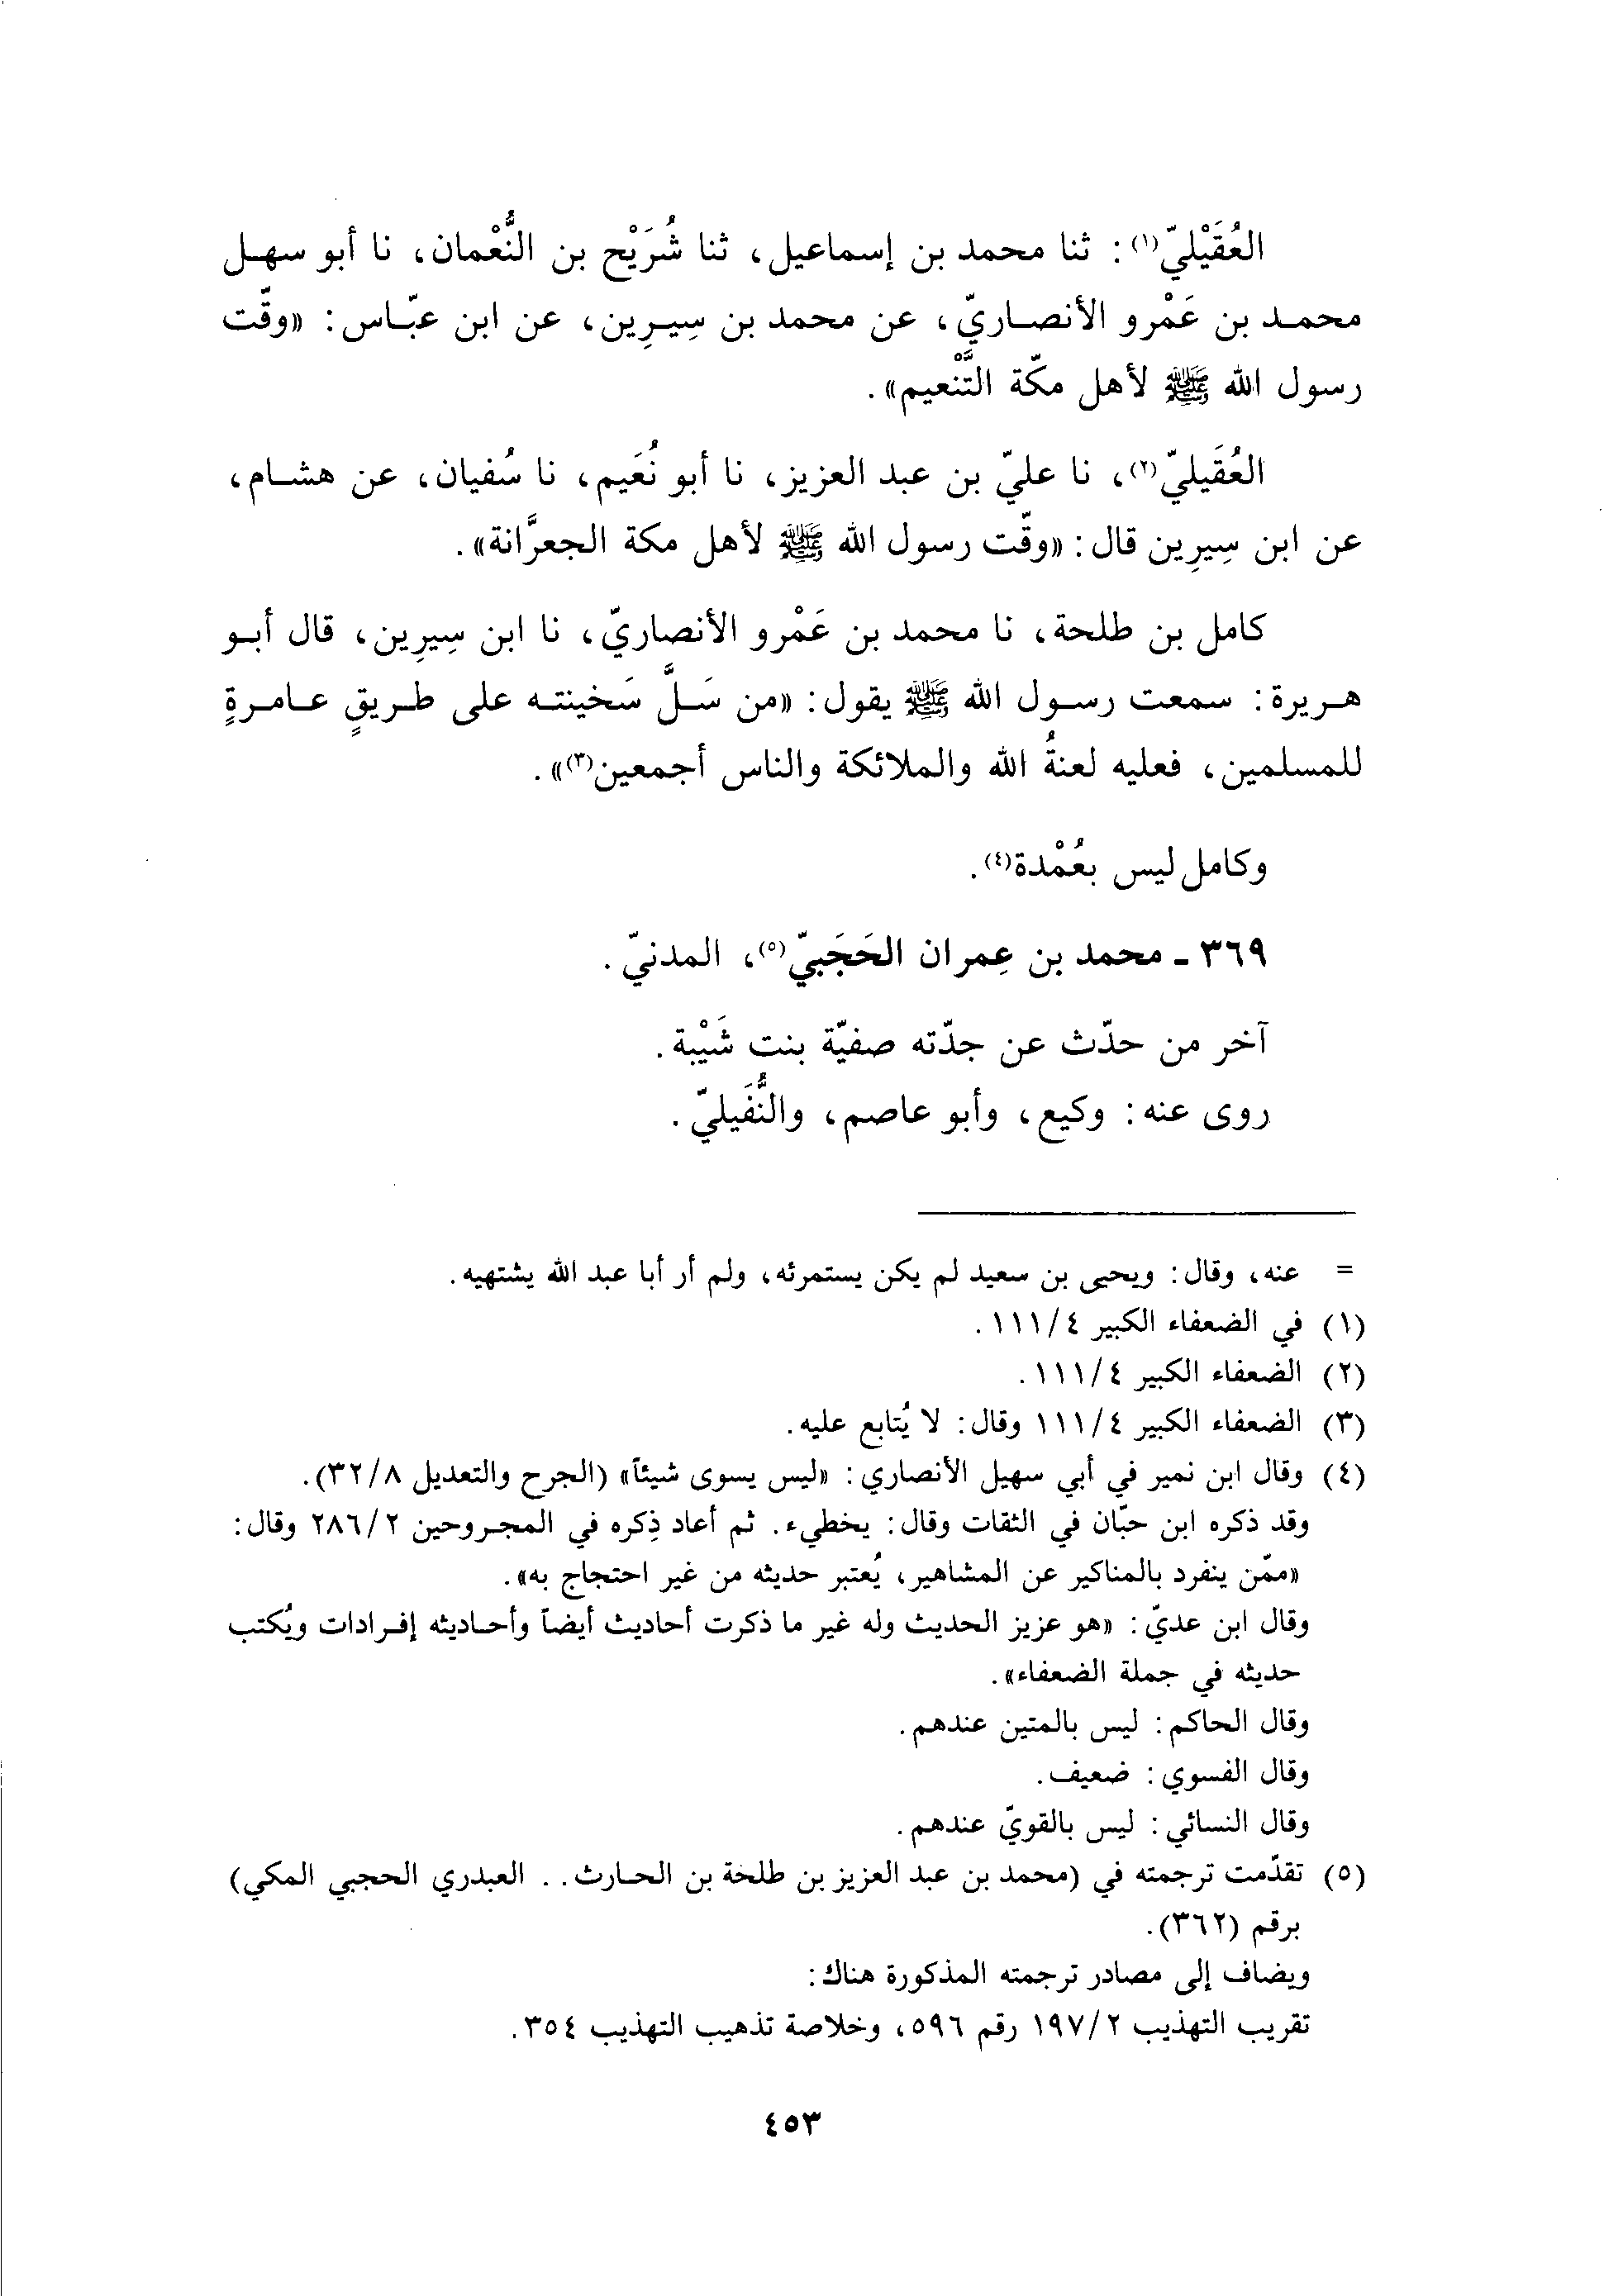 العُقَيْليّ(١): ثنا محمد بن إسماعيل، ثنا شُرَيْح بن النُّعْمان، نا أبو سهل
محمد بن عَمْرو الأنصاريّ، عن محمد بن سِيرِين، عن ابن عبّاس: «وقّت
رسول الله ﷺ لأهل مكّة التَّنْعيم».
العُقَيليّ(٢)، نا عليّ بن عبد العزيز، نا أبو نُعَيم، نا سُفيان، عن هشام،
عن ابن سِيرِين قال: «وقّت رسول الله ﷺ لأهل مكة الجعرَّانة».
كامل بن طلحة، نا محمد بن عَمْرو الأنصاريّ، نا ابن سِيرِين، قال أبو
هريرة: سمعت رسول الله ﷺ يقول: «من سَلَّ سَخينته على طريقٍ عامرةٍ
للمسلمين، فعليه لعنةُ الله والملائكة والناس أجمعين(٣)».
وكامل ليس بعُمْدة(٤).
٣٦٩ - محمد بن عِمران الحَجَبيّ(٥)، المدنيّ.
آخر من حدّث عن جدّته صفيّة بنت شَيْبة.
روى عنه: وكيع، وأبو عاصم، والنُّفَيليّ.
= عنه، وقال: ويحيى بن سعيد لم يكن يستمرئه، ولم أر أبا عبد الله يشتهيه.
(١) في الضعفاء الكبير ٤/١١١.
(٢) الضعفاء الكبير ٤/١١١.
(٣) الضعفاء الكبير ٤/١١١ وقال: لا يُتابع عليه.
(٤) وقال ابن نمير في أبي سهيل الأنصاري: «ليس يسوى شيئاً» (الجرح والتعديل ٨/٣٢).
وقد ذكره ابن حبّان في الثقات وقال: يخطيء. ثم أعاد ذِكره في المجروحين ٢/٢٨٦ وقال:
«ممّن ينفرد بالمناكير عن المشاهير، يُعتبر حديثه من غير احتجاج به».
وقال ابن عديّ: «هو عزيز الحديث وله غير ما ذكرت أحاديث أيضاً وأحاديثه إفرادات ويُكتب
حديثه في جملة الضعفاء».
وقال الحاكم: ليس بالمتين عندهم.
وقال الفسوي: ضعيف.
وقال النسائي: ليس بالقويّ عندهم.
(٥) تقدّمت ترجمته في (محمد بن عبد العزيز بن طلحة بن الحارث.. العبدري الحجبي المكي)
برقم (٣٦٢).
ويضاف إلى مصادر ترجمته المذكورة هناك:
تقريب التهذيب ٢/١٩٧ رقم ٥٩٦، وخلاصة تذهيب التهذيب ٣٥٤.
٤٥٣